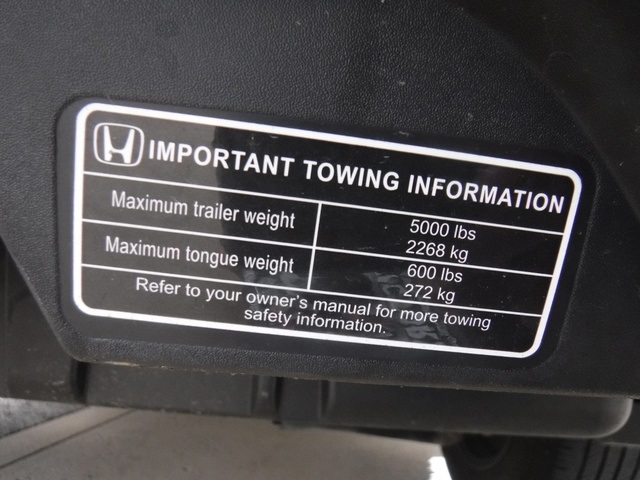 IMPORTANT TOWING INFORMATION
Maximum trailer weight
5000 lbs
2268 kg
Maximum tongue weight
600 lbs
272 kg
Refer to your owner's manual for more towing
safety information.